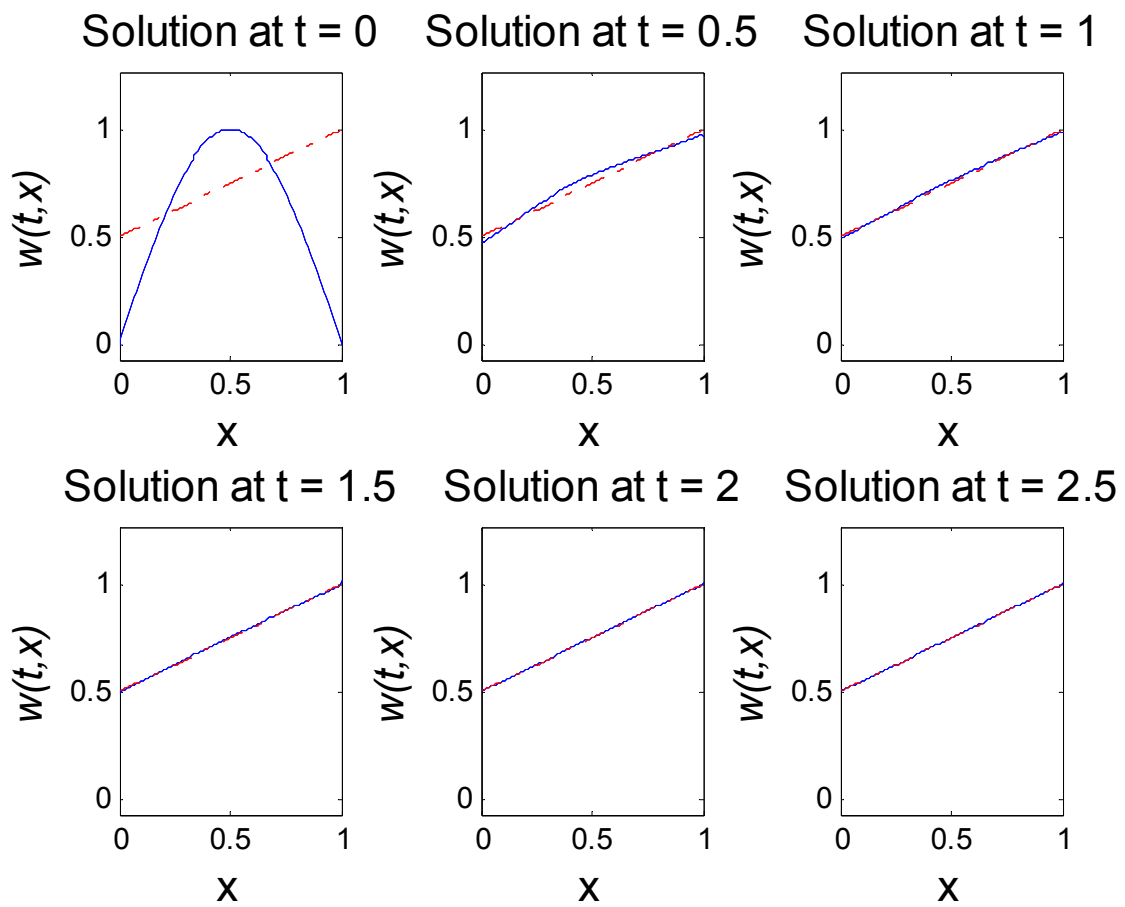 Solution at t = 0
Solution at t = 0.5
Solution at t = 1
w(t,x)
1
0.5
0
0
0.5
1
x
w(t,x)
1
0.5
0
0
0.5
1
x
w(t,x)
1
0.5
0
0
0.5
1
x
Solution at t = 1.5
Solution at t = 2
Solution at t = 2.5
w(t,x)
1
0.5
0
0
0.5
1
x
w(t,x)
1
0.5
0
0
0.5
1
x
w(t,x)
1
0.5
0
0
0.5
1
x